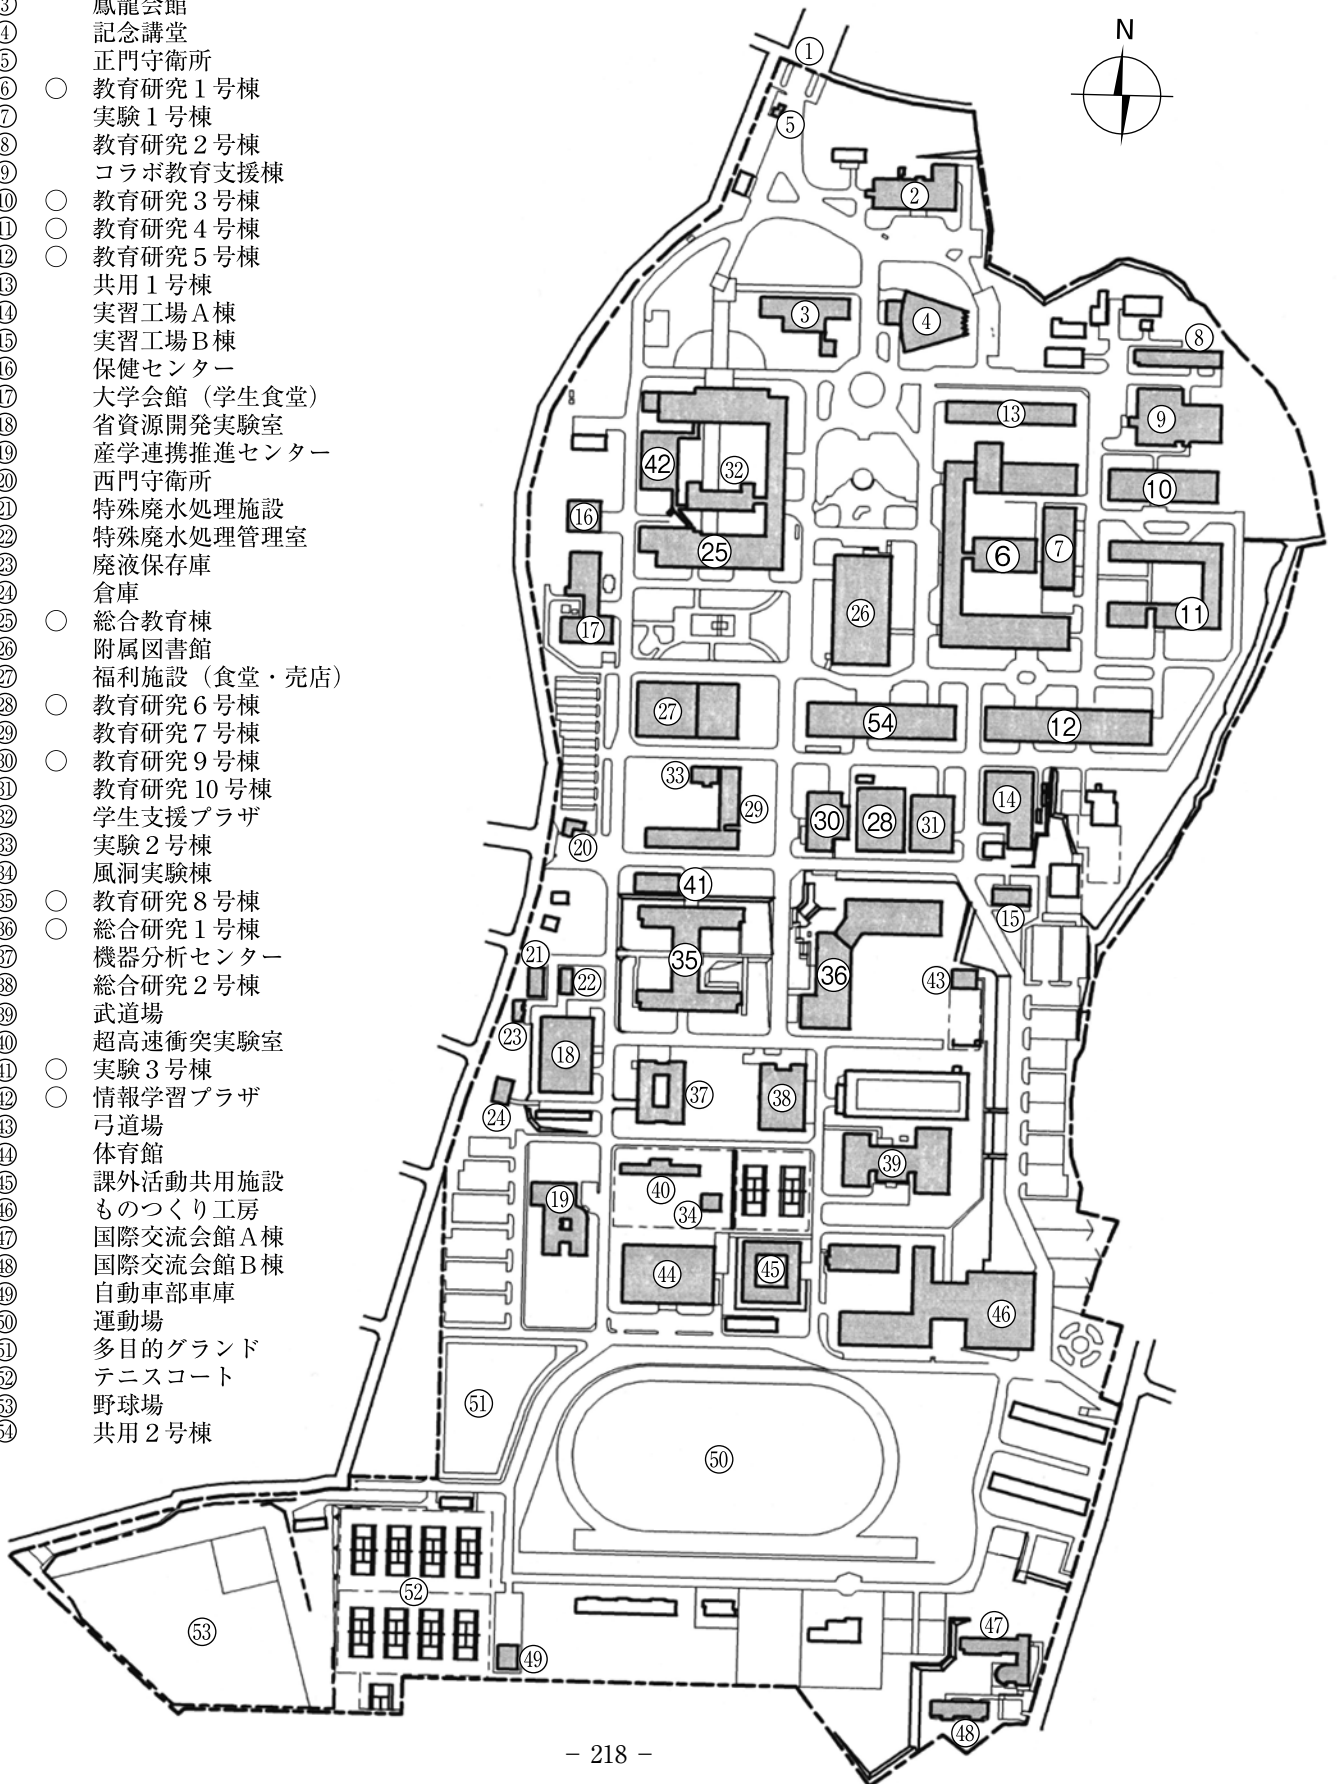 ③ 鳳龍会館
④ 記念講堂
⑤ 正門守衛所
⑥ ○ 教育研究１号棟
⑦ 実験１号棟
⑧ 教育研究２号棟
⑨ コラボ教育支援棟
⑩ ○ 教育研究３号棟
⑪ ○ 教育研究４号棟
⑫ ○ 教育研究５号棟
⑬ 共用１号棟
⑭ 実習工場Ａ棟
⑮ 実習工場Ｂ棟
⑯ 保健センター
⑰ 大学会館（学生食堂）
⑱ 省資源開発実験室
⑲ 産学連携推進センター
⑳ 西門守衛所
㉑ 特殊廃水処理施設
㉒ 特殊廃水処理管理室
㉓ 廃液保存庫
㉔ 倉庫
㉕ ○ 総合教育棟
㉖ 附属図書館
㉗ 福利施設（食堂・売店）
㉘ ○ 教育研究６号棟
㉙ 教育研究７号棟
㉚ ○ 教育研究９号棟
㉛ 教育研究 10 号棟
㉜ 学生支援プラザ
㉝ 実験２号棟
㉞ 風洞実験棟
㉟ ○ 教育研究８号棟
㊱ ○ 総合研究１号棟
㊲ 機器分析センター
㊳ 総合研究２号棟
㊴ 武道場
㊵ 超高速衝突実験室
㊶ ○ 実験３号棟
㊷ ○ 情報学習プラザ
㊸ 弓道場
㊹ 体育館
㊺ 課外活動共用施設
㊻ ものつくり工房
㊼ 国際交流会館Ａ棟
㊽ 国際交流会館Ｂ棟
㊾ 自動車部車庫
㊿ 運動場
51 多目的グランド
52 テニスコート
53 野球場
54 共用２号棟
N
①
⑤
②
③
④
⑧
⑬
⑨
㊷
㉜
⑩
⑯
㉕
⑥
⑦
㉖
⑪
⑰
㉗
54
⑫
㉝
㉙
㉚
㉘
㉛
⑭
⑳
㊶
⑮
㉑
㉟
㊱
㊸
㉒
㉓
⑱
㊲
㊳
㉔
㊴
㊵
⑲
㉞
㊹
㊺
㊻
51
㊿
52
53
㊾
㊼
㊽
− 218 −